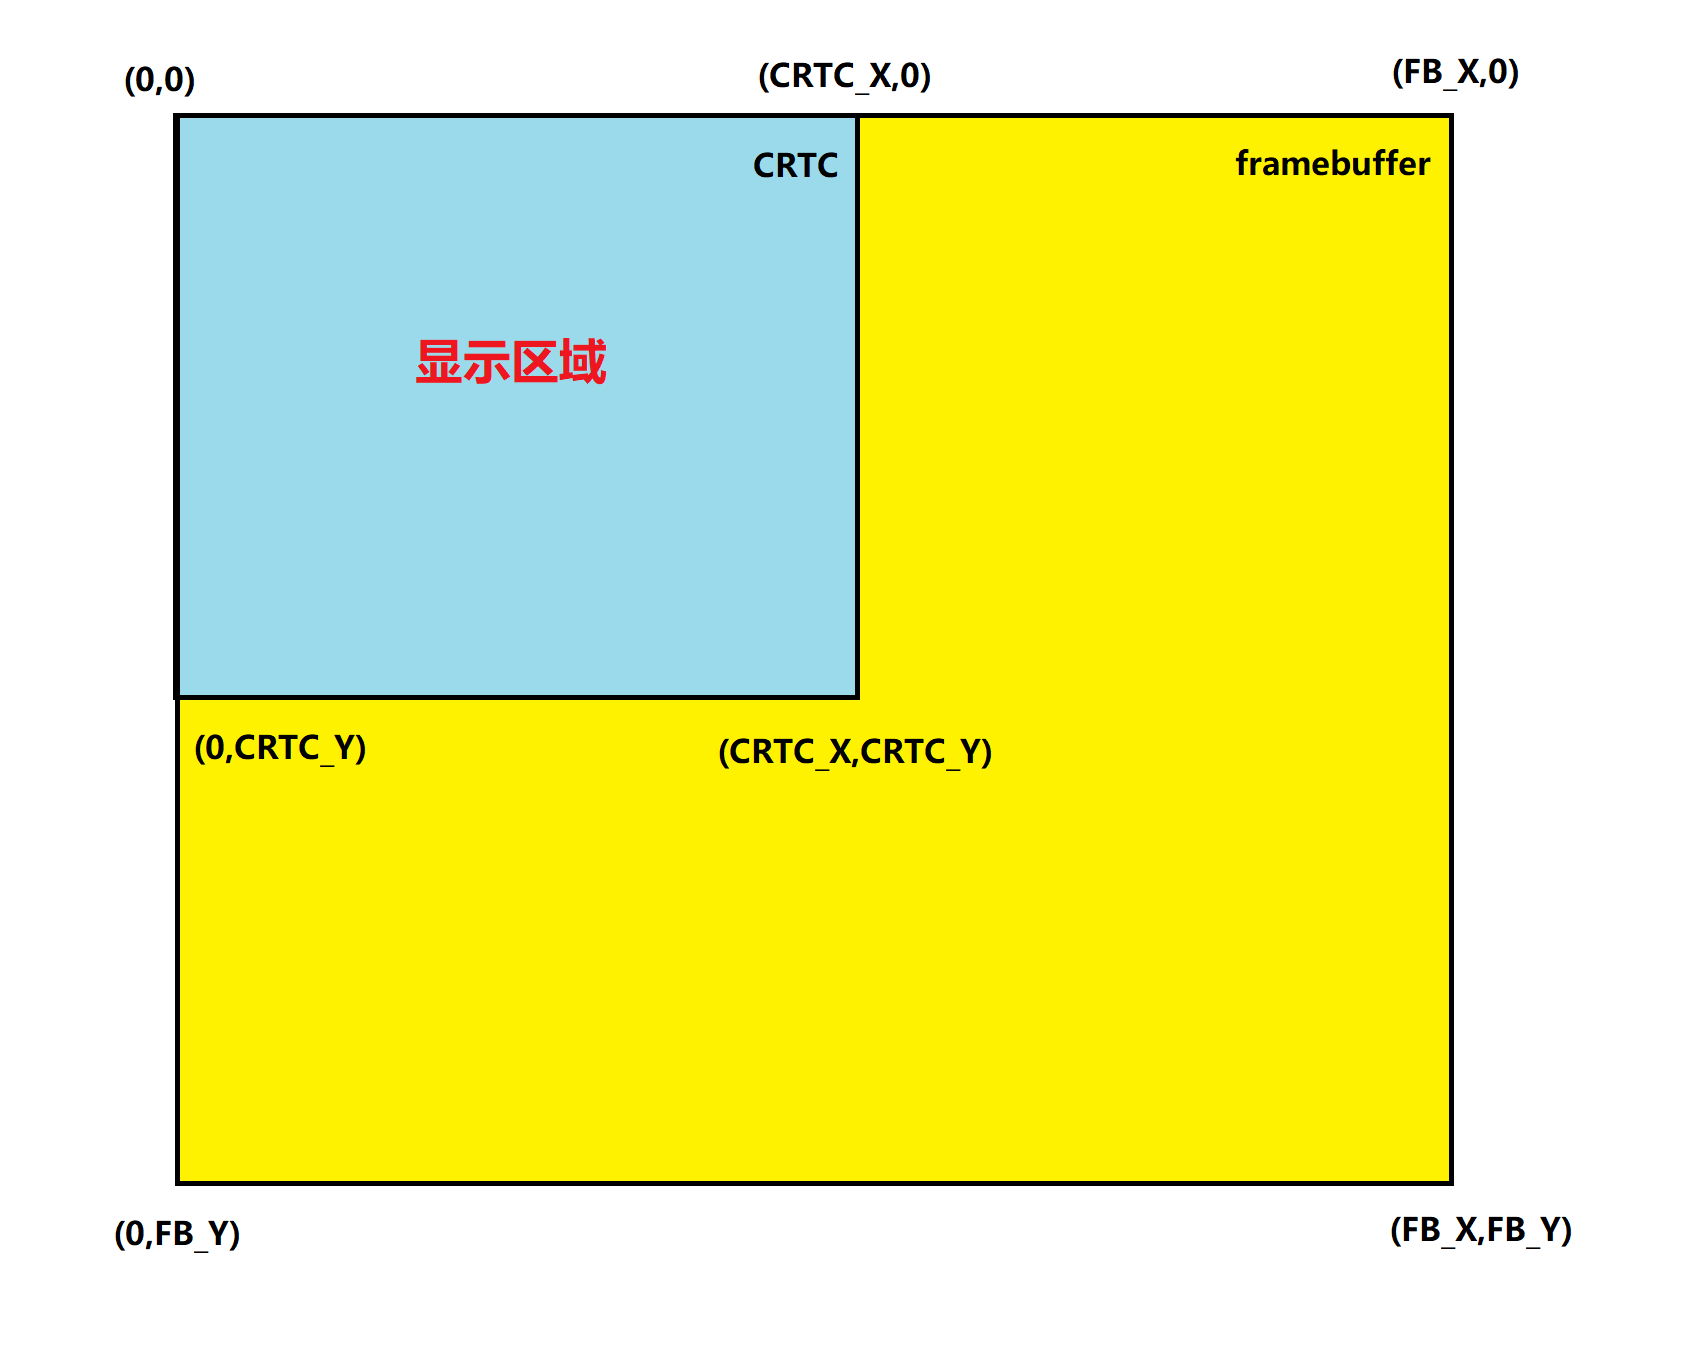 (0,0)
(CRTC_X,0)
(FB_X,0)
CRTC
framebuffer
显示区域
(0,CRTC_Y)
(CRTC_X,CRTC_Y)
(0,FB_Y)
(FB_X,FB_Y)